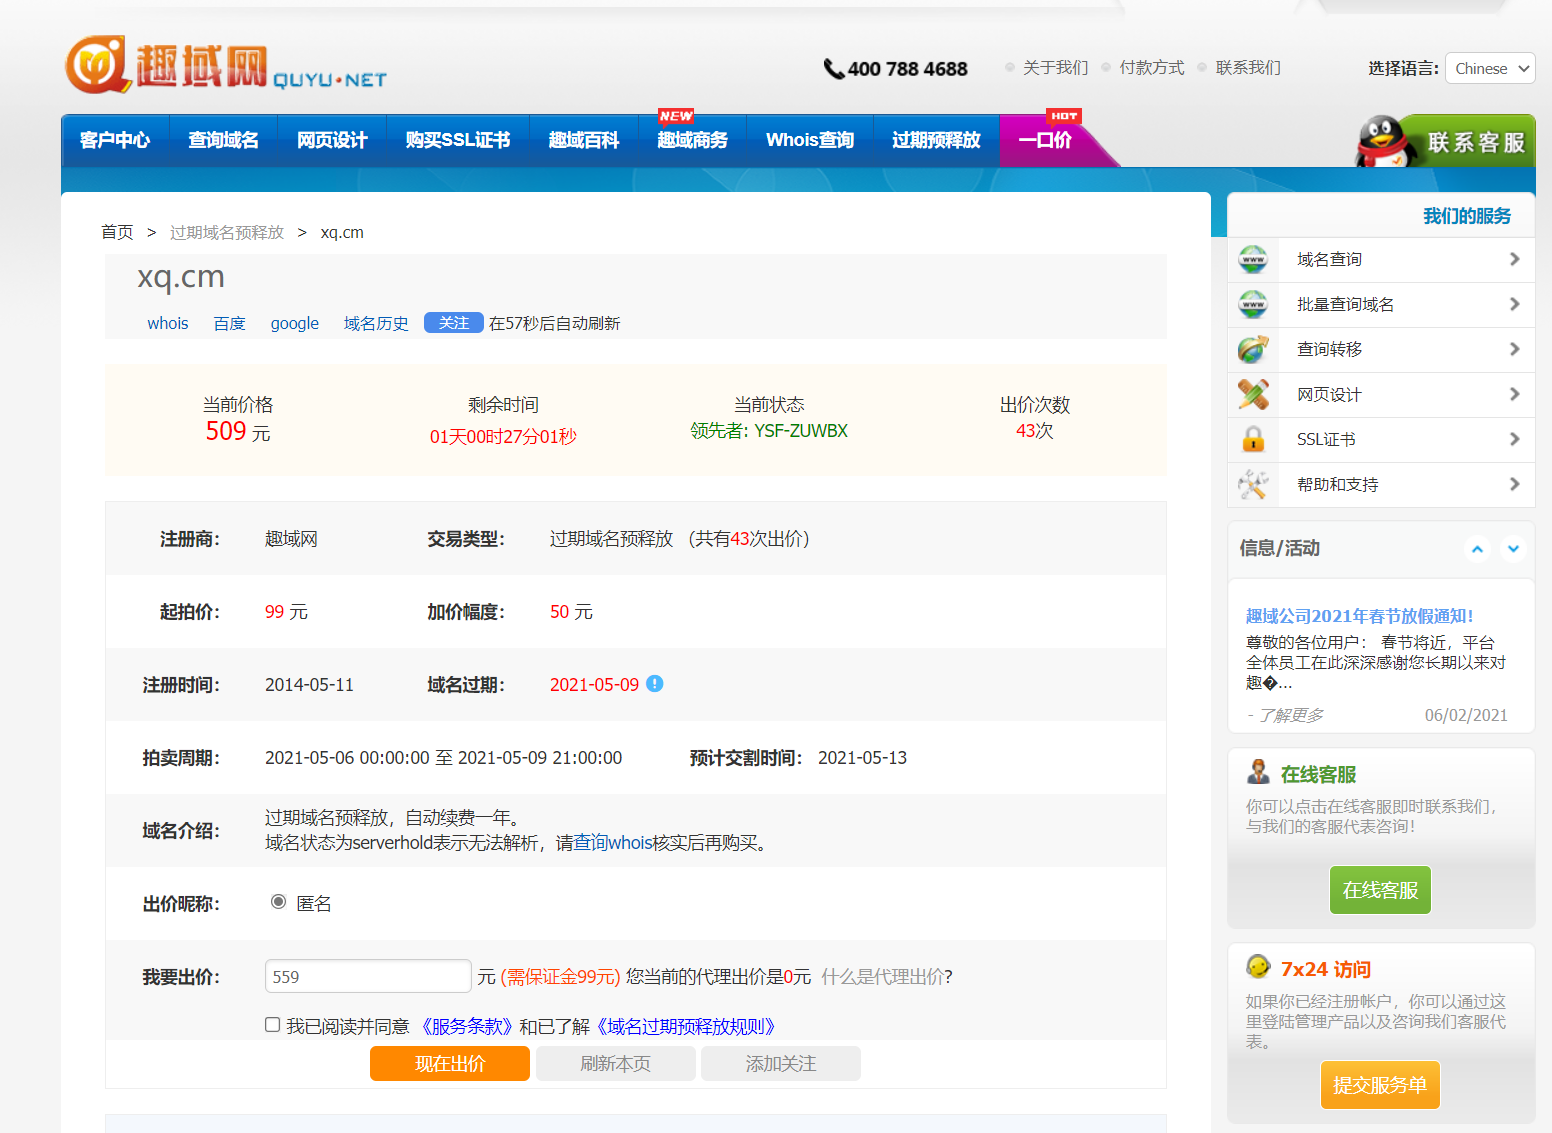 趣域网 QUYU·NET
400 788 4688 关于我们 付款方式 联系我们 选择语言: Chinese
NEW HOT
客户中心 查询域名 网页设计 购买SSL证书 趣域百科 趣域商务 Whois查询 过期预释放 一口价 联系客服
首页 > 过期域名预释放 > xq.cm
xq.cm
whois 百度 google 域名历史 关注 在57秒后自动刷新
当前价格 剩余时间 当前状态 出价次数
509 元 01天00时27分01秒 领先者: YSF-ZUWBX 43次
注册商: 趣域网 交易类型: 过期域名预释放 (共有43次出价)
起拍价: 99 元 加价幅度: 50 元
注册时间: 2014-05-11 域名过期: 2021-05-09
拍卖周期: 2021-05-06 00:00:00 至 2021-05-09 21:00:00 预计交割时间: 2021-05-13
域名介绍: 过期域名预释放，自动续费一年。
域名状态为serverhold表示无法解析，请查询whois核实后再购买。
出价昵称: 匿名
我要出价: 559 元 (需保证金99元) 您当前的代理出价是0元 什么是代理出价?
我已阅读并同意 《服务条款》和已了解《域名过期预释放规则》
现在出价 刷新本页 添加关注
我们的服务
域名查询
批量查询域名
查询转移
网页设计
SSL证书
帮助和支持
信息/活动
趣域公司2021年春节放假通知!
尊敬的各位用户： 春节将近，平台
全体员工在此深深感谢您长期以来对
趣�...
- 了解更多 06/02/2021
在线客服
你可以点击在线客服即时联系我们，
与我们的客服代表咨询!
在线客服
7x24 访问
如果你已经注册帐户，你可以通过这
里登陆管理产品以及咨询我们客服代
表。
提交服务单